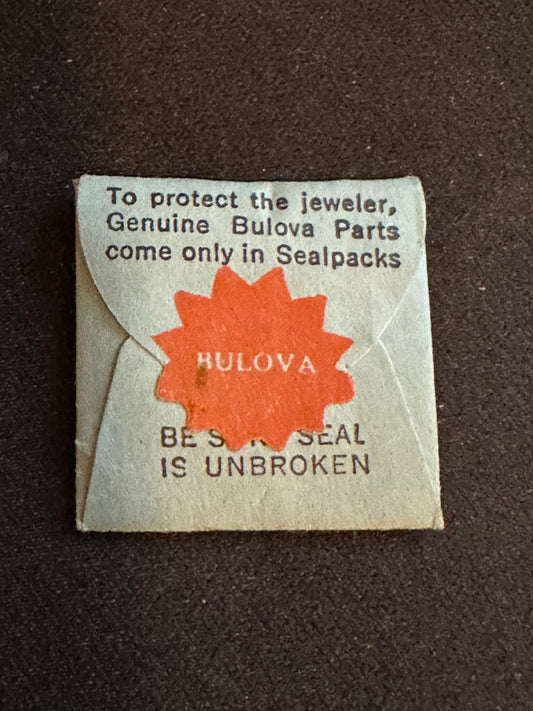 To protect the jeweler,
Genuine Bulova Parts
come only in Sealpacks
BULOVA
BE SEAL
IS UNBROKEN